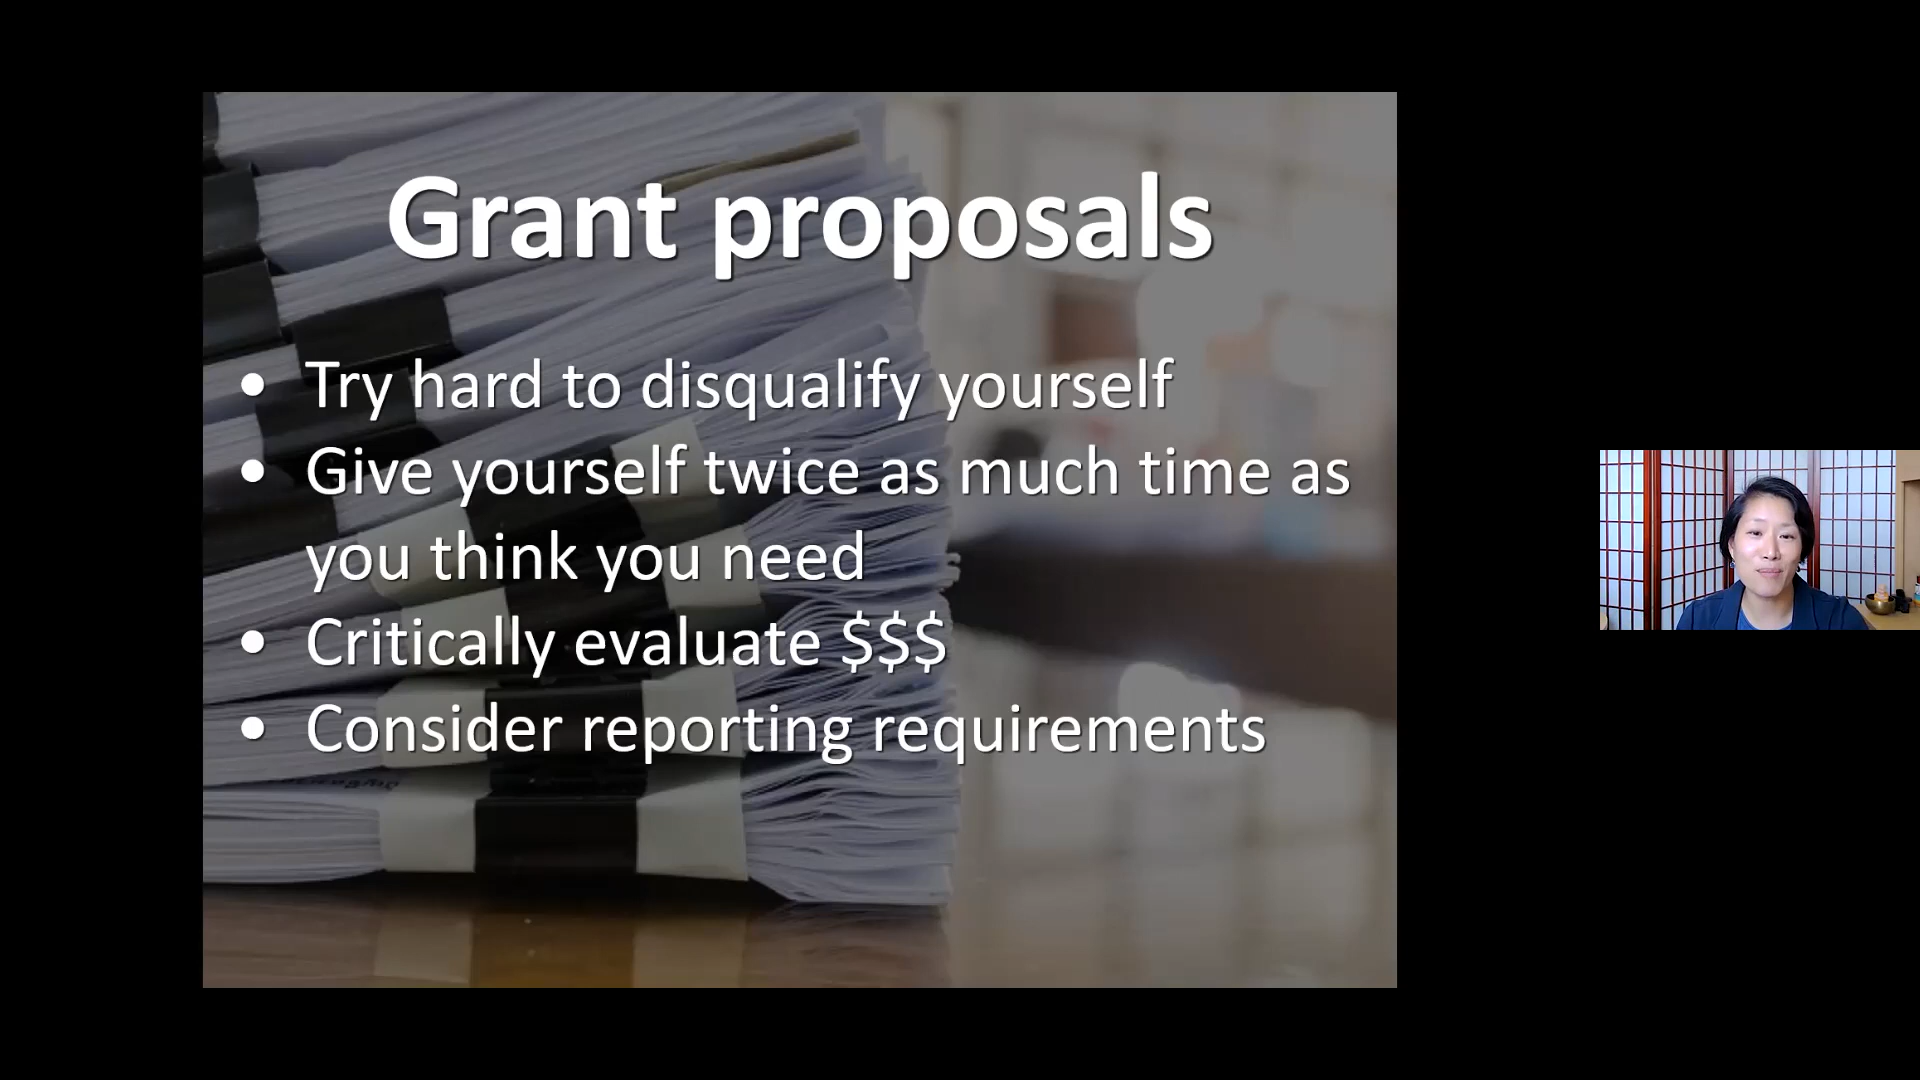 Grant proposals
• Try hard to disqualify yourself
• Give yourself twice as much time as
you think you need
• Critically evaluate $$$
• Consider reporting requirements